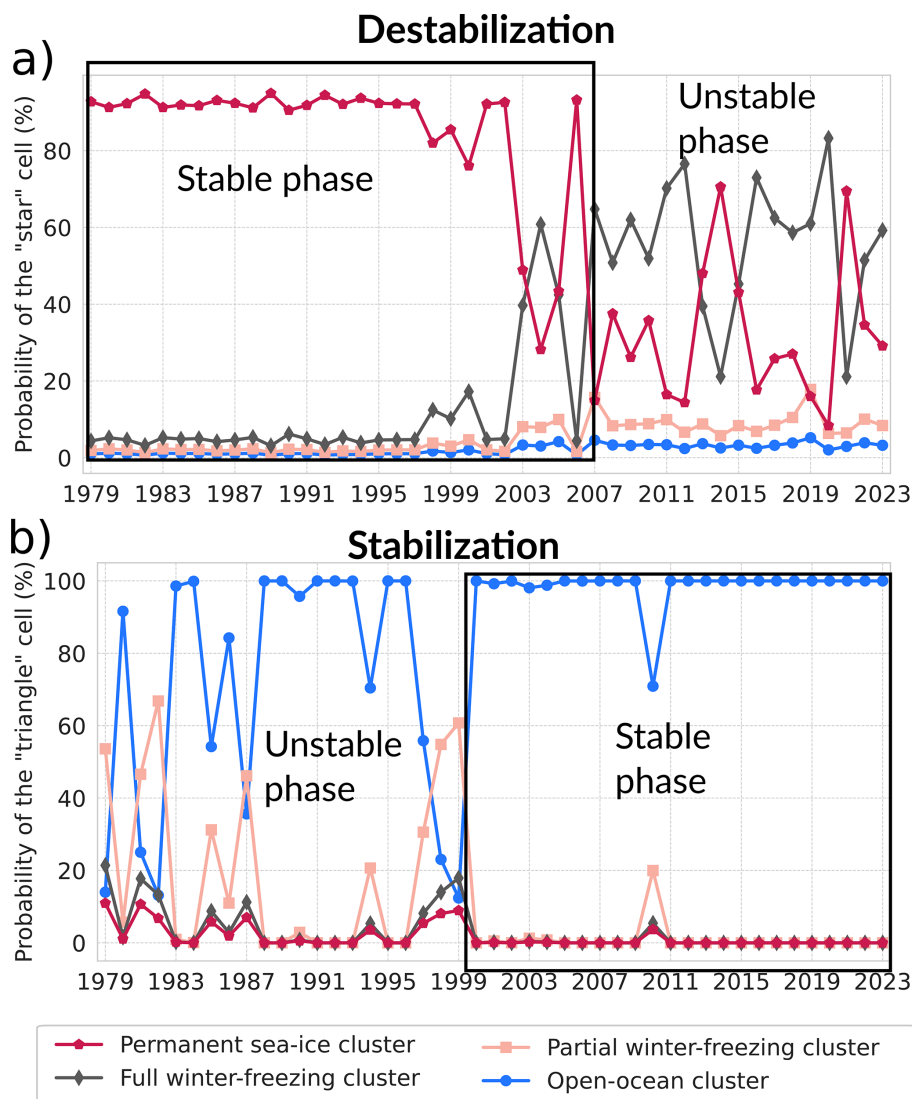 Destabilization
a)
Probability of the "star" cell (%)
80
60
40
20
0
Stable phase
Unstable
phase
1979 1983 1987 1991 1995 1999 2003 2007 2011 2015 2019 2023
b)
Stabilization
Probability of the "triangle" cell (%)
100
80
60
40
20
0
Unstable
phase
Stable
phase
1979 1983 1987 1991 1995 1999 2003 2007 2011 2015 2019 2023
Permanent sea-ice cluster
Full winter-freezing cluster
Partial winter-freezing cluster
Open-ocean cluster